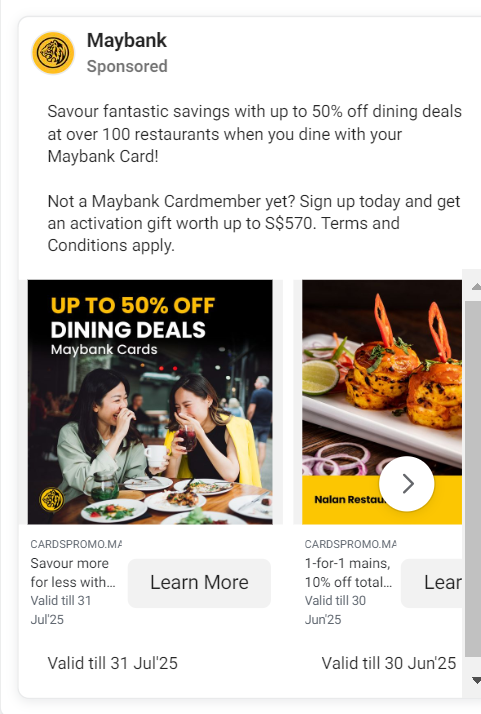 Maybank
Sponsored
Savour fantastic savings with up to 50% off dining deals
at over 100 restaurants when you dine with your
Maybank Card!
Not a Maybank Cardmember yet? Sign up today and get
an activation gift worth up to S$570. Terms and
Conditions apply.
UP TO 50% OFF
DINING DEALS
Maybank Cards
Nalan Restau
CARDSPROMO.MA
Savour more
for less with...
Valid till 31
Jul'25
Learn More
CARDSPROMO.MA
1-for-1 mains,
10% off total...
Valid till 30
Jun'25
Lear
Valid till 31 Jul'25
Valid till 30 Jun'25